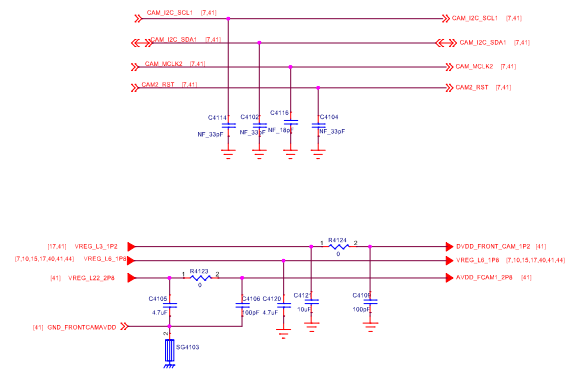 CAM_I2C_SCL1 [7,41] CAM_I2C_SCL1 [7,41]
CAM_I2C_SDA1 [7,41] CAM_I2C_SDA1 [7,41]
CAM_MCLK2 [7,41] CAM_MCLK2 [7,41]
CAM2_RST [7,41] CAM2_RST [7,41]
C4114 C4102 C4116 C4104
NF_33pF NF_33pF NF_18p NF_33pF
R4124
1 2
[17,41] VREG_L3_1P2 0 DVDD_FRONT_CAM_1P2 [41]
[7,10,15,17,40,41,44] VREG_L6_1P8 VREG_L6_1P8 [7,10,15,17,40,41,44]
R4123
1 2
[41] VREG_L22_2P8 0 AVDD_FCAM1_2P8 [41]
C4105 C4106 C4120 C412
4.7uF 100pF 4.7uF 10uF 100pF
[41] GND_FRONTCAMAVDD
2
SG4103